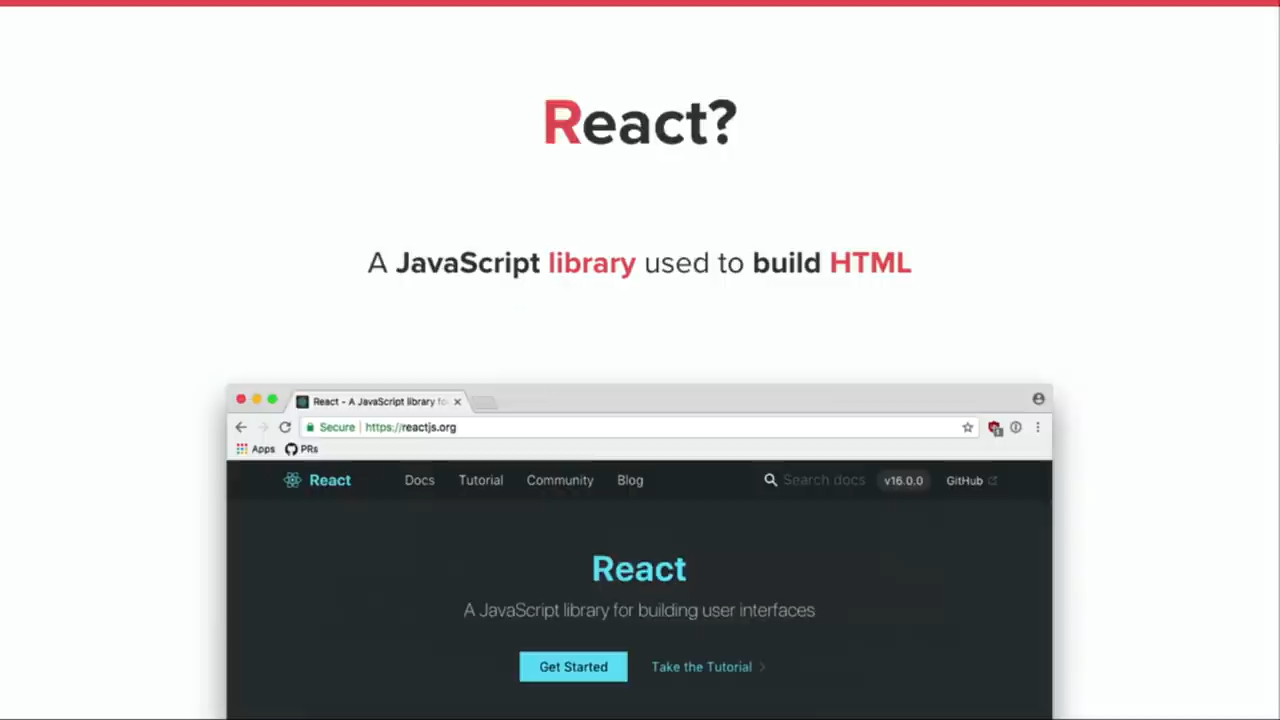 React?
A JavaScript library used to build HTML
React - A JavaScript library fo
Secure | https://reactjs.org
Apps PRs
React Docs Tutorial Community Blog Search docs v16.0.0 GitHub
React
A JavaScript library for building user interfaces
Get Started Take the Tutorial